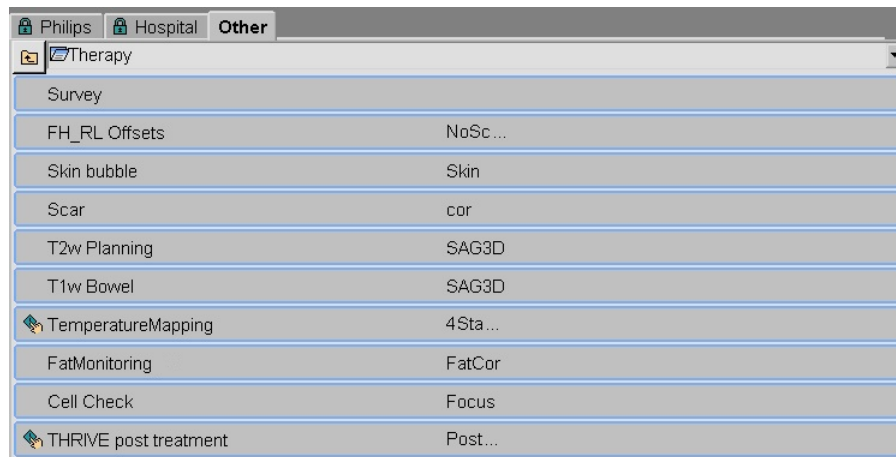 Philips Hospital Other
Therapy
Survey
FH_RL Offsets NoSc...
Skin bubble Skin
Scar cor
T2w Planning SAG3D
T1w Bowel SAG3D
TemperatureMapping 4Sta...
FatMonitoring FatCor
Cell Check Focus
THRIVE post treatment Post...